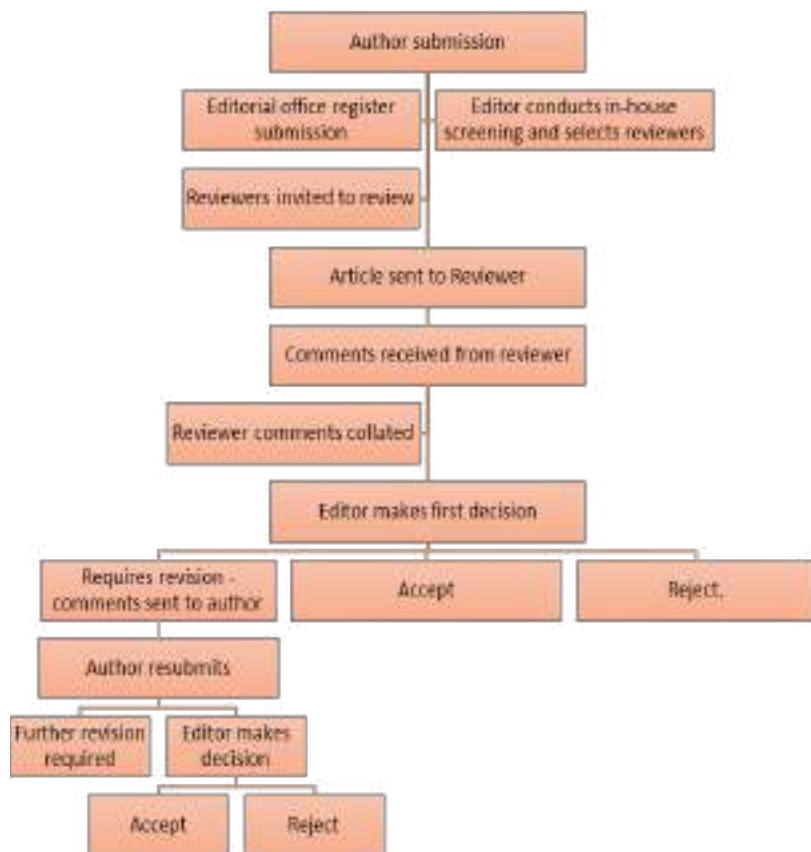 Author submission
Editorial office register
submission
Editor conducts in-house
screening and selects reviewers
Reviewers invited to review
Article sent to Reviewer
Comments received from reviewer
Reviewer comments collated
Editor makes first decision
Requires revision -
comments sent to author
Accept
Reject.
Author resubmits
Further revision
required
Editor makes
decision
Accept
Reject